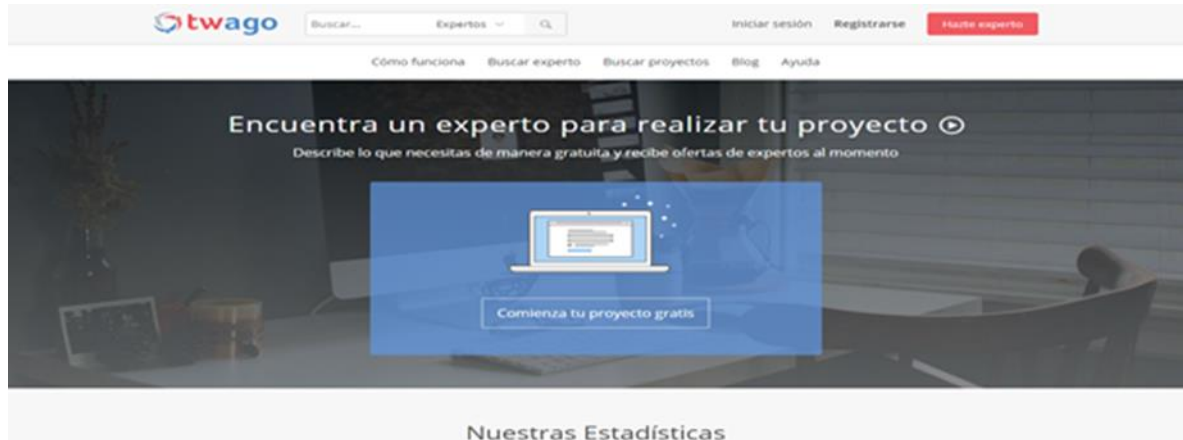 twago
Buscar... Expertos
Iniciar sesión Registrarse Hazte experto
Cómo funciona Buscar experto Buscar proyectos Blog Ayuda
Encuentra un experto para realizar tu proyecto
Describe lo que necesitas de manera gratuita y recibe ofertas de expertos al momento
Comienza tu proyecto gratis
Nuestras Estadísticas